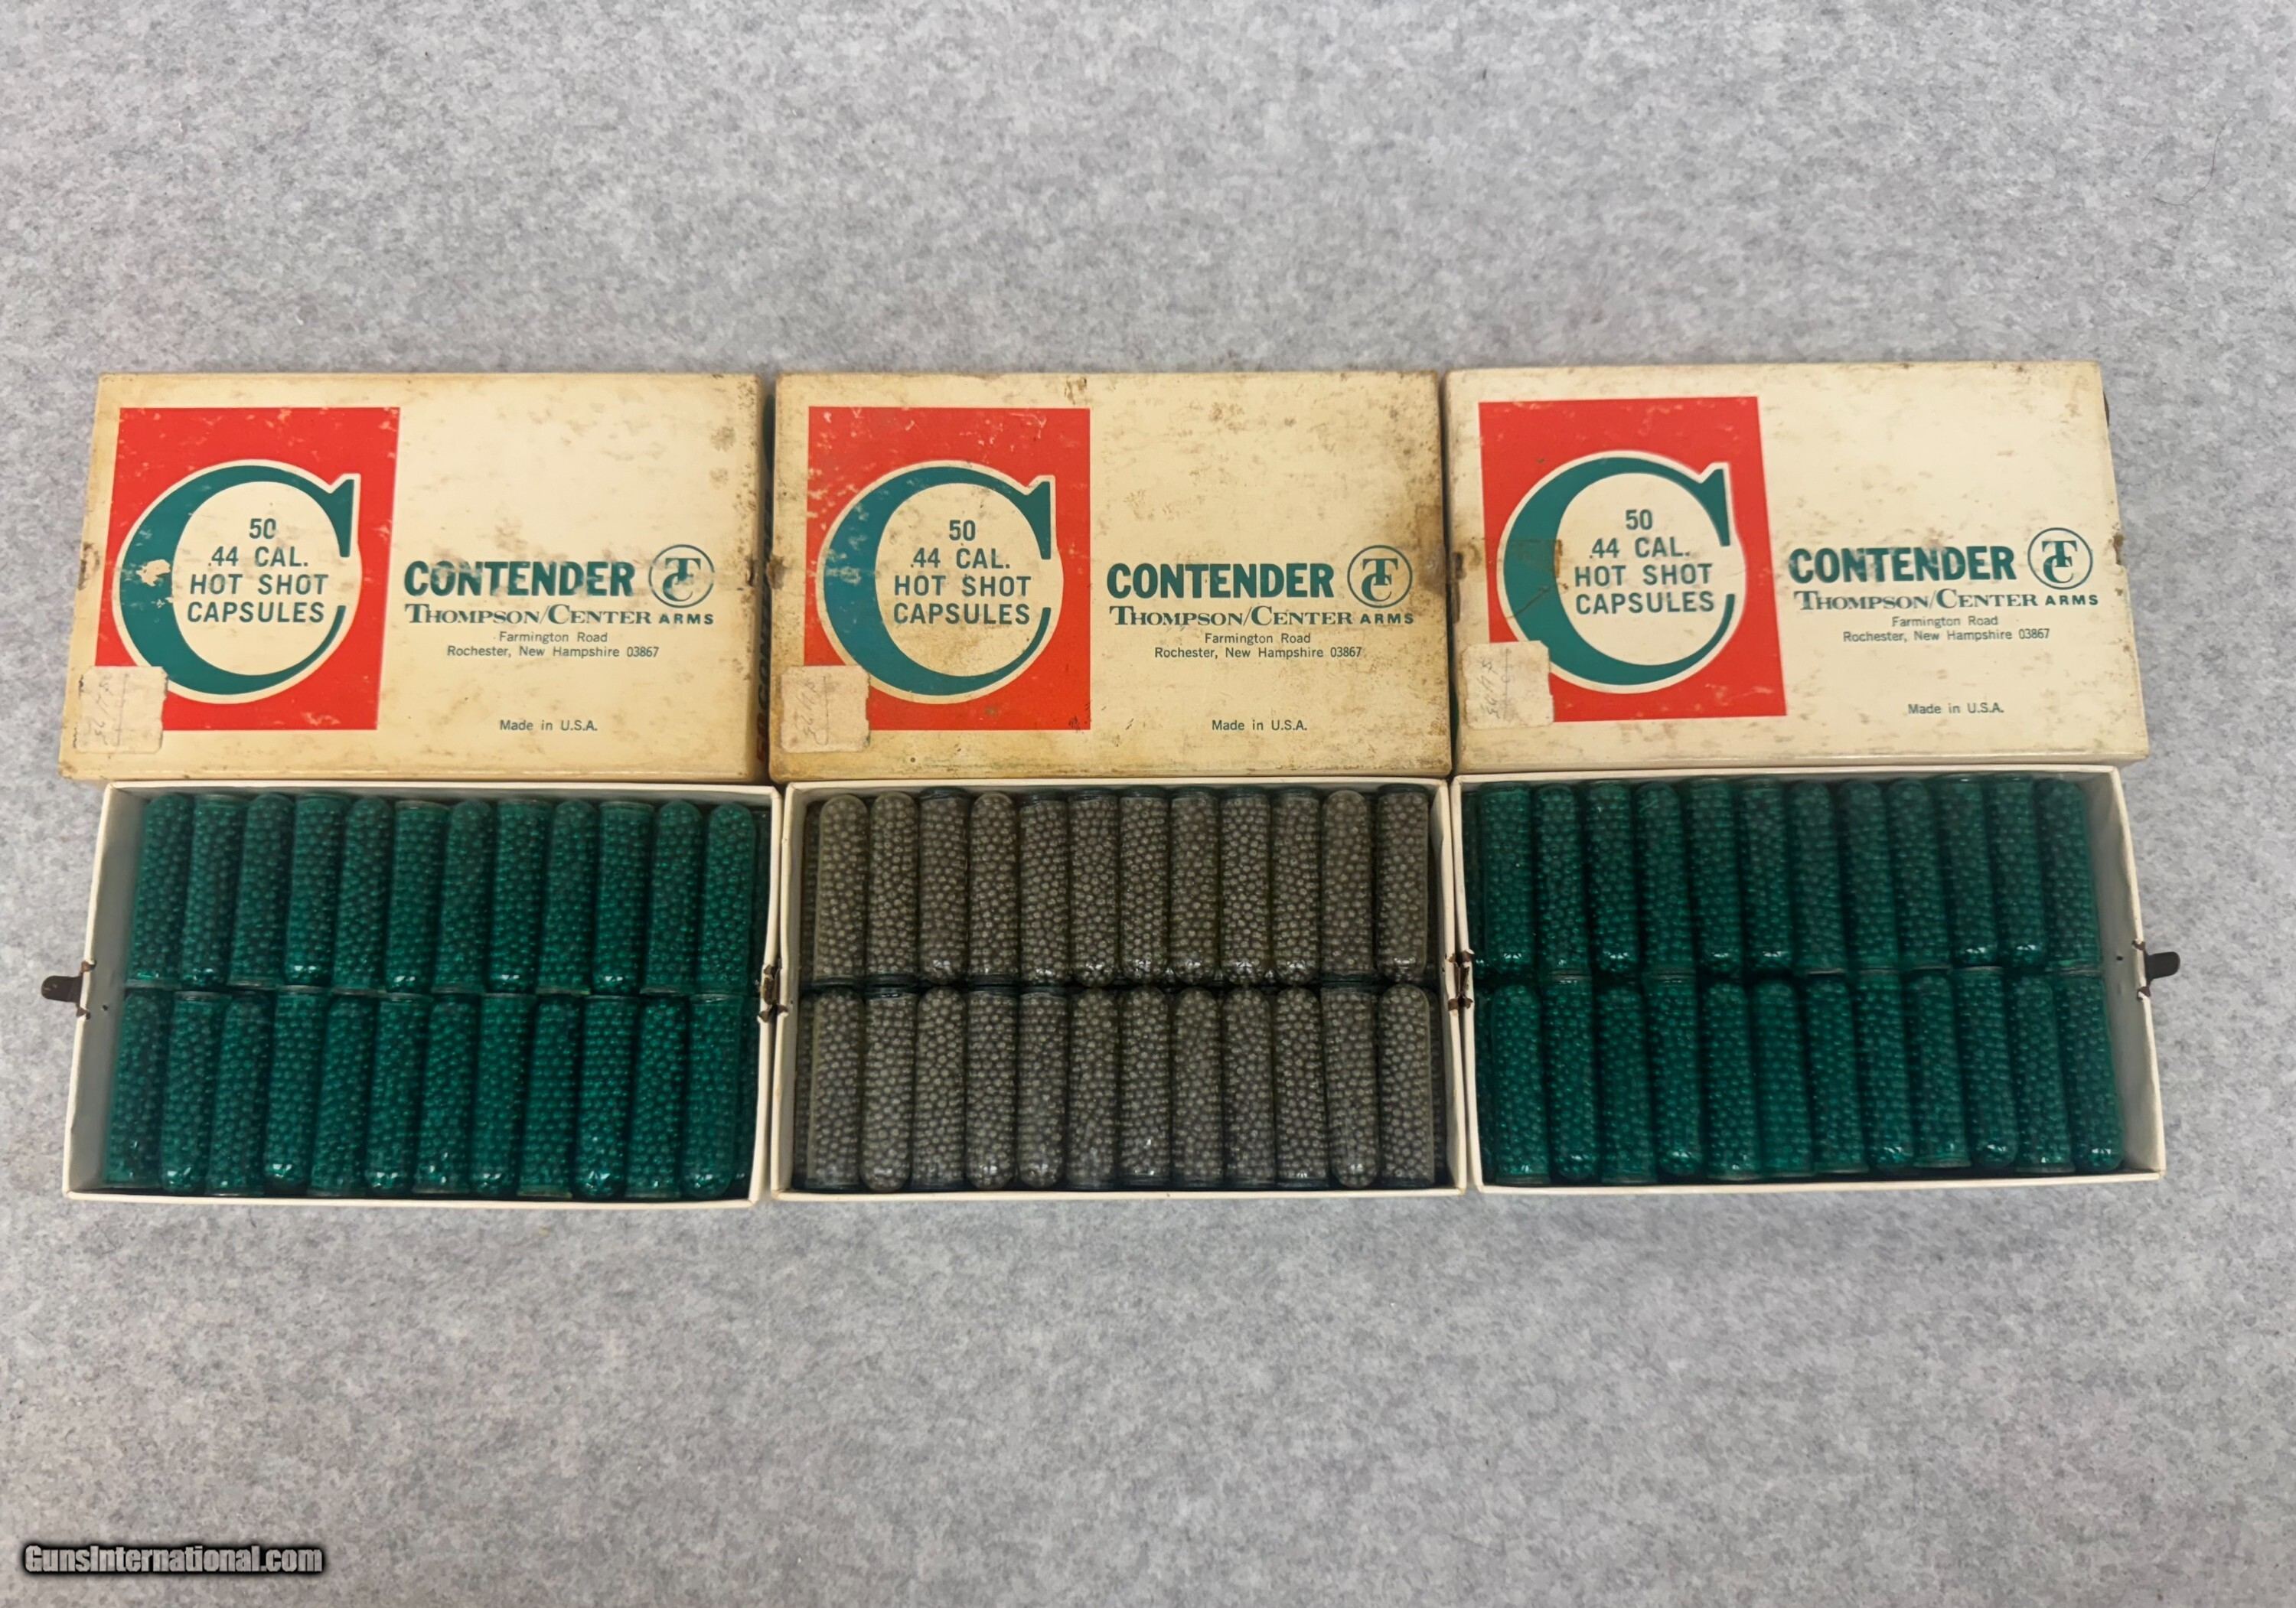 50
.44 CAL.
HOT SHOT
CAPSULES
CONTENDER TC
THOMPSON/CENTER ARMS
Farmington Road
Rochester, New Hampshire 03867
Made in U.S.A.
50
.44 CAL.
HOT SHOT
CAPSULES
CONTENDER TC
THOMPSON/CENTER ARMS
Farmington Road
Rochester, New Hampshire 03867
Made in U.S.A.
50
.44 CAL.
HOT SHOT
CAPSULES
CONTENDER TC
THOMPSON/CENTER ARMS
Farmington Road
Rochester, New Hampshire 03867
Made in U.S.A.
GunsInternational.com